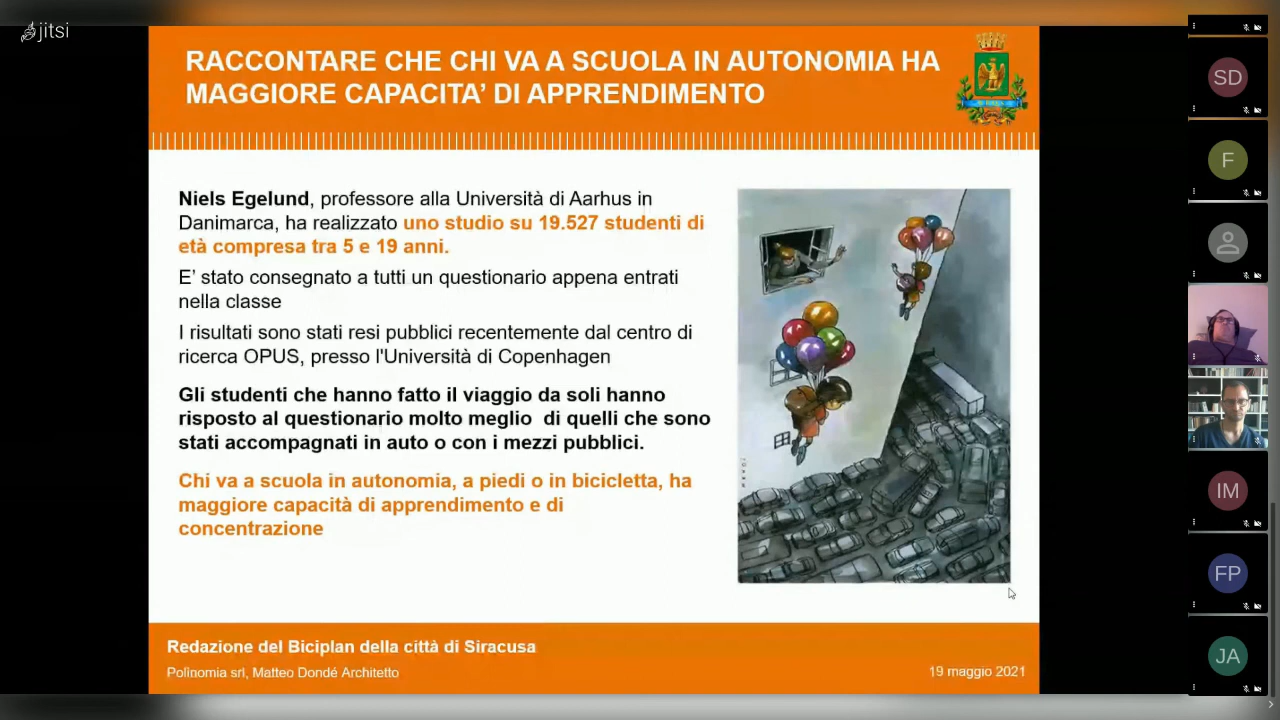 jitsi
RACCONTARE CHE CHI VA A SCUOLA IN AUTONOMIA HA
MAGGIORE CAPACITA’ DI APPRENDIMENTO
Niels Egelund, professore alla Università di Aarhus in
Danimarca, ha realizzato uno studio su 19.527 studenti di
età compresa tra 5 e 19 anni.
E’ stato consegnato a tutti un questionario appena entrati
nella classe
I risultati sono stati resi pubblici recentemente dal centro di
ricerca OPUS, presso l'Università di Copenhagen
Gli studenti che hanno fatto il viaggio da soli hanno
risposto al questionario molto meglio di quelli che sono
stati accompagnati in auto o con i mezzi pubblici.
Chi va a scuola in autonomia, a piedi o in bicicletta, ha
maggiore capacità di apprendimento e di
concentrazione
Redazione del Biciplan della città di Siracusa
Polinomia srl, Matteo Dondé Architetto
19 maggio 2021
SD
F
IM
FP
JA